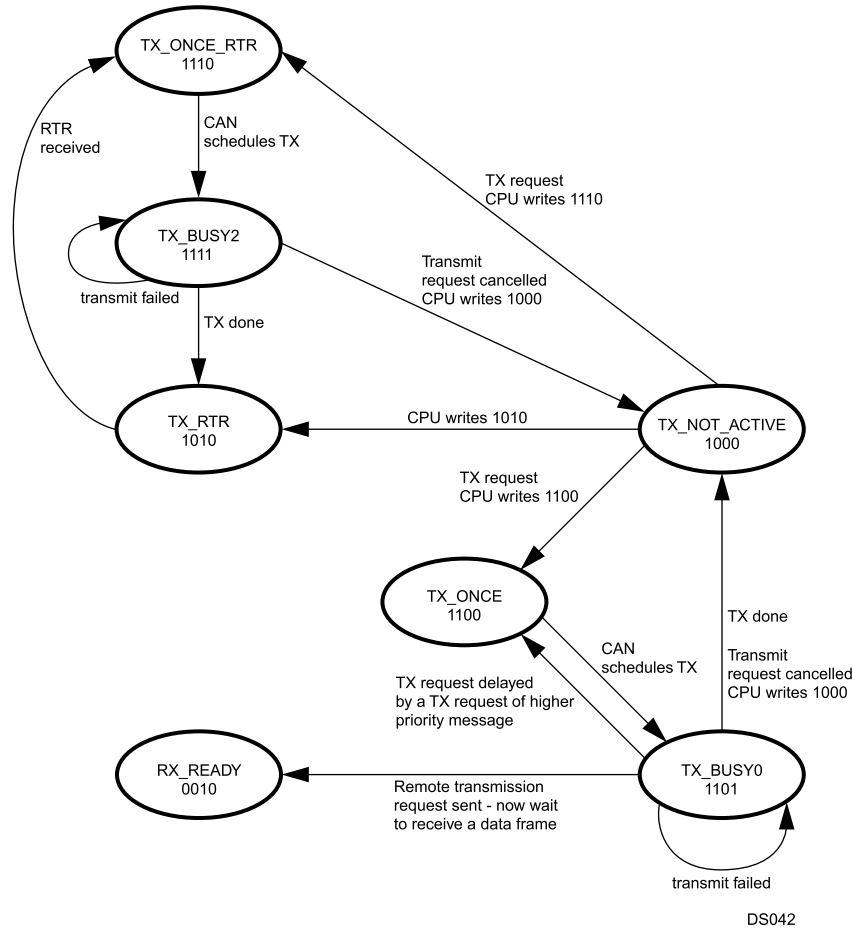 TX_ONCE_RTR
1110
RTR
received
CAN
schedules TX
TX request
CPU writes 1110
TX_BUSY2
1111
Transmit
request cancelled
CPU writes 1000
transmit failed
TX done
TX_RTR
1010
CPU writes 1010
TX_NOT_ACTIVE
1000
TX request
CPU writes 1100
TX_ONCE
1100
TX done
CAN
schedules TX
Transmit
request cancelled
CPU writes 1000
TX request delayed
by a TX request of higher
priority message
RX_READY
0010
TX_BUSY0
1101
Remote transmission
request sent - now wait
to receive a data frame
transmit failed
DS042